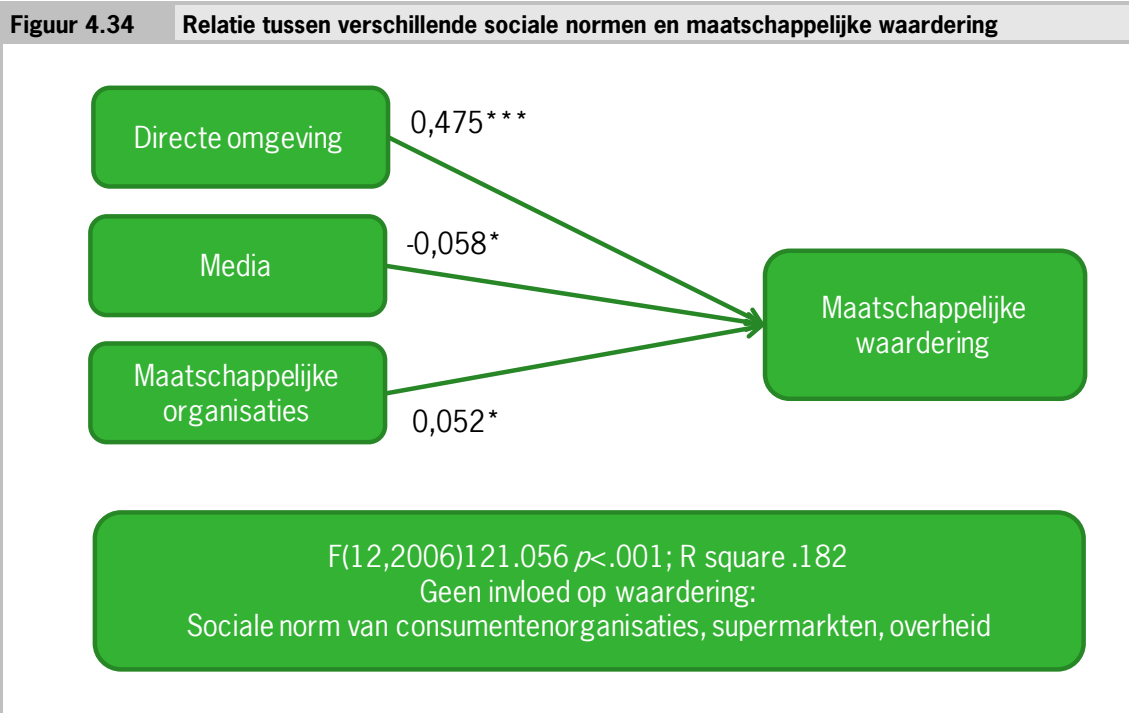 Figuur 4.34 Relatie tussen verschillende sociale normen en maatschappelijke waardering
Directe omgeving
0,475***
Media
-0,058*
Maatschappelijke
organisaties
0,052*
Maatschappelijke
waardering
F(12,2006)121.056 p<.001; R square .182
Geen invloed op waardering:
Sociale norm van consumentenorganisaties, supermarkten, overheid